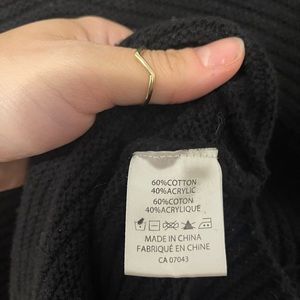 60%COTTON
40%ACRYLIC
60%COTON
40%ACRYLIQUE
MADE IN CHINA
FABRIQUÉ EN CHINE
CA 07043